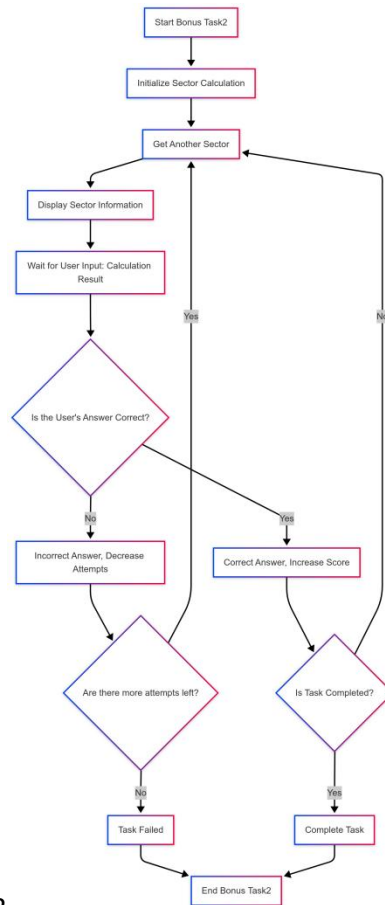 Start Bonus Task2
Initialize Sector Calculation
Get Another Sector
Display Sector Information
Wait for User Input: Calculation
Result
Yes
No
Is the User's Answer Correct?
No
Yes
Incorrect Answer, Decrease
Attempts
Correct Answer, Increase Score
Are there more attempts left?
Is Task Completed?
No
Yes
Task Failed
Complete Task
End Bonus Task2